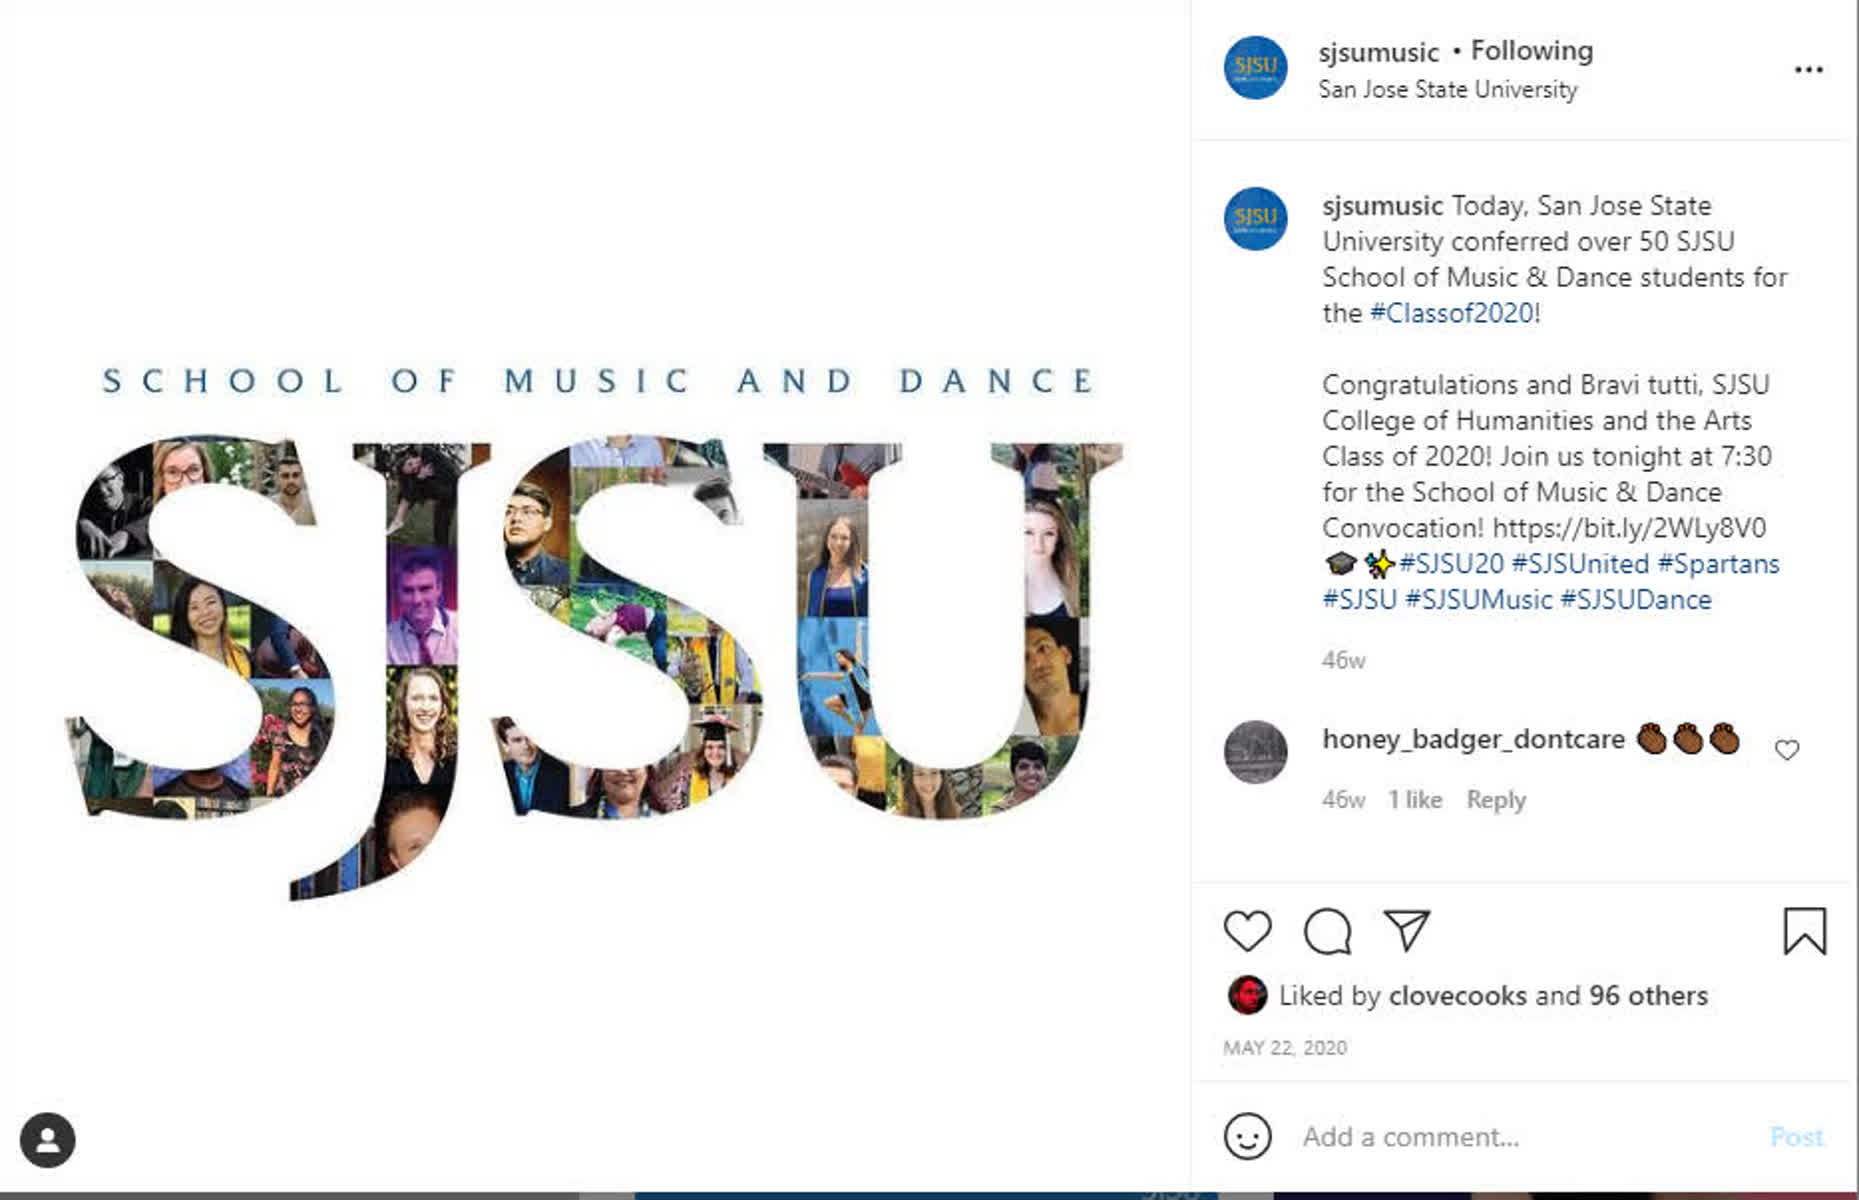 SCHOOL OF MUSIC AND DANCE
SJSU
SJSU
sjsumusic • Following
San Jose State University
SJSU
sjsumusic Today, San Jose State
University conferred over 50 SJSU
School of Music & Dance students for
the #Classof2020!
Congratulations and Bravi tutti, SJSU
College of Humanities and the Arts
Class of 2020! Join us tonight at 7:30
for the School of Music & Dance
Convocation! https://bit.ly/2WLy8V0
🎓✨#SJSU20 #SJSUnited #Spartans
#SJSU #SJSUMusic #SJSUDance
46w
honey_badger_dontcare 👏🏾👏🏾👏🏾
46w 1 like Reply
Liked by clovecooks and 96 others
MAY 22, 2020
Add a comment... Post